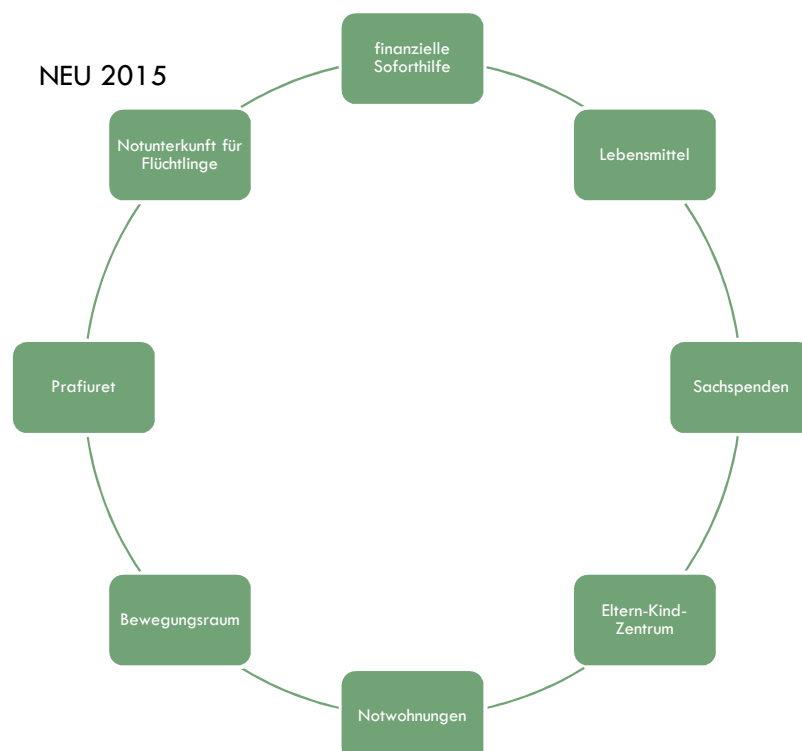 NEU 2015
finanzielle
Soforthilfe
Lebensmittel
Sachspenden
Eltern-Kind-
Zentrum
Notwohnungen
Bewegungsraum
Prafiuret
Notunterkunft für
Flüchtlinge